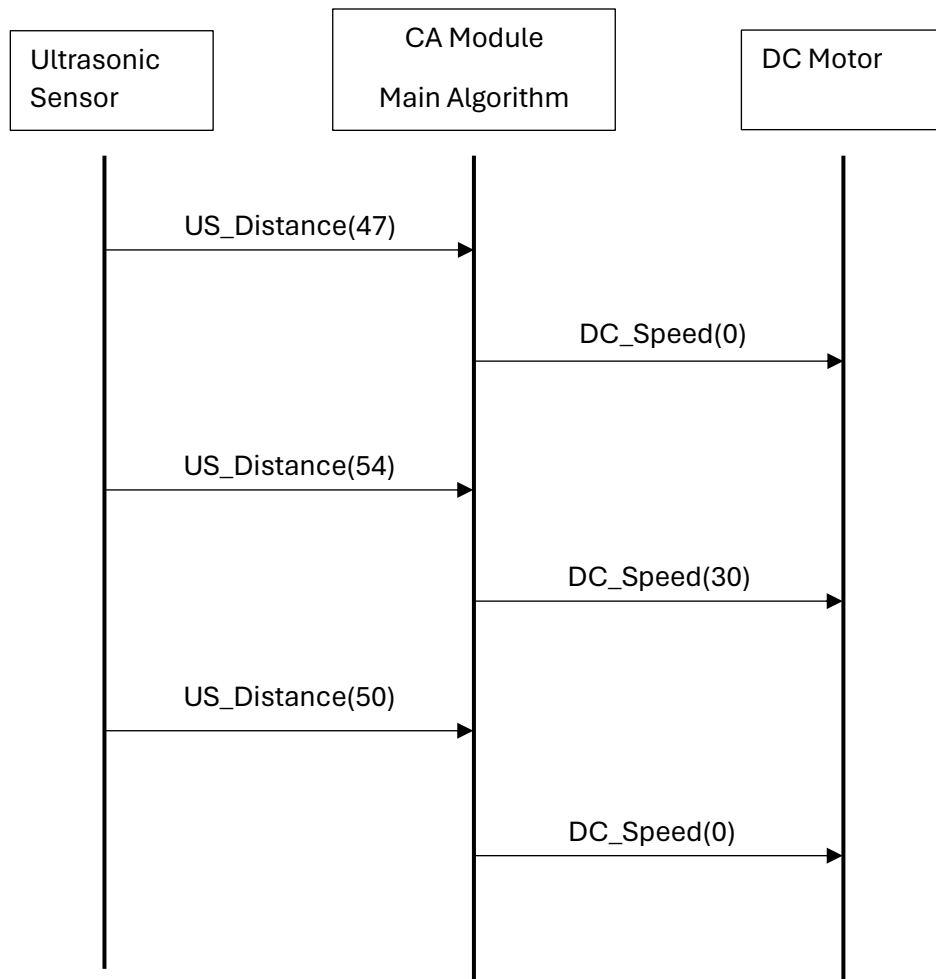 Ultrasonic
Sensor
CA Module
Main Algorithm
DC Motor
US_Distance(47)
DC_Speed(0)
US_Distance(54)
DC_Speed(30)
US_Distance(50)
DC_Speed(0)